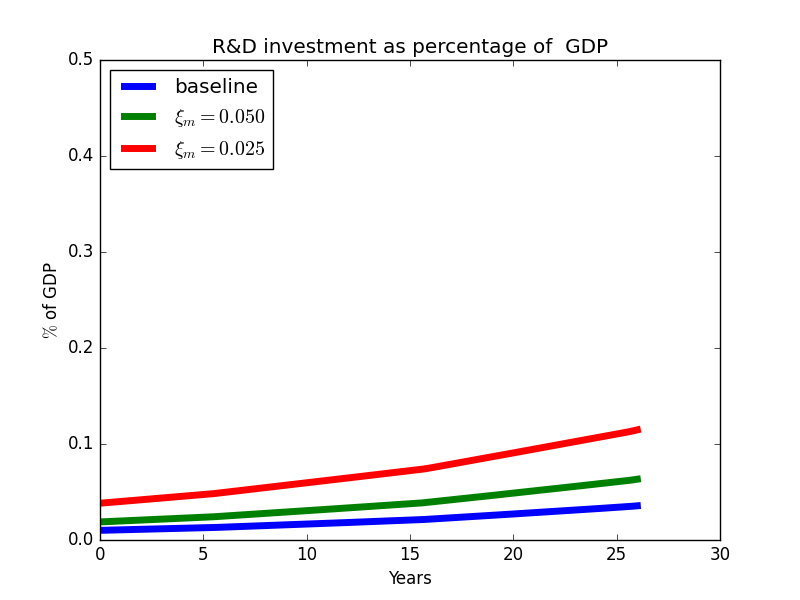 R&D investment as percentage of  GDP
baseline
ξₘ = 0.050
ξₘ = 0.025
% of GDP
0.5
0.4
0.3
0.2
0.1
0.0
0 5 10 15 20 25 30
Years